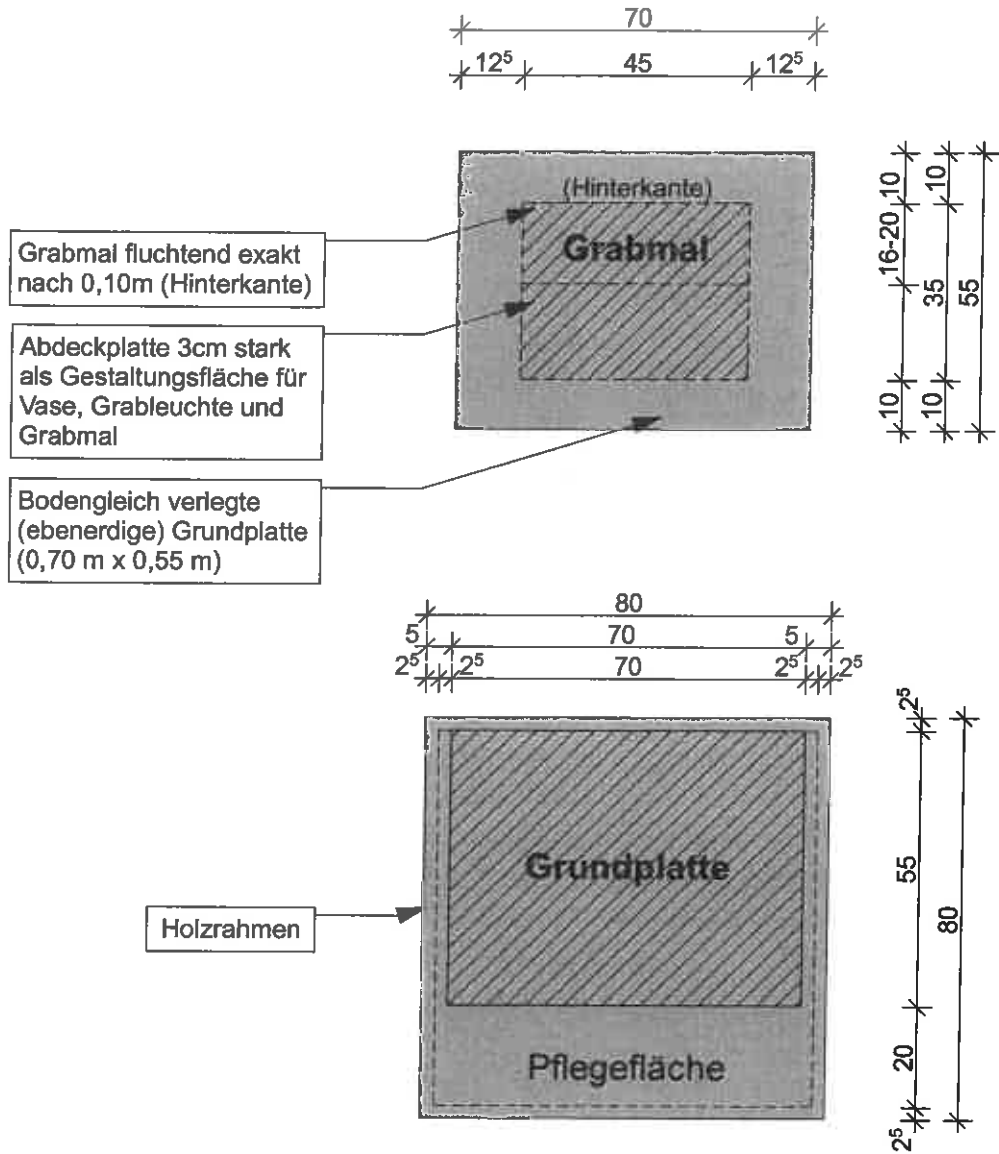 70
12⁵ 45 12⁵
(Hinterkante)
Grabmal
Grabmal fluchtend exakt
nach 0,10m (Hinterkante)
Abdeckplatte 3cm stark
als Gestaltungsfläche für
Vase, Grableuchte und
Grabmal
Bodengleich verlegte
(ebenerdige) Grundplatte
(0,70 m x 0,55 m)
10
16-20
10
10
35
10
55
80
5 70 5
2⁵ 2⁵ 70 2⁵ 2⁵
Grundplatte
Holzrahmen
Pflegefläche
2⁵
55
20
2⁵
80